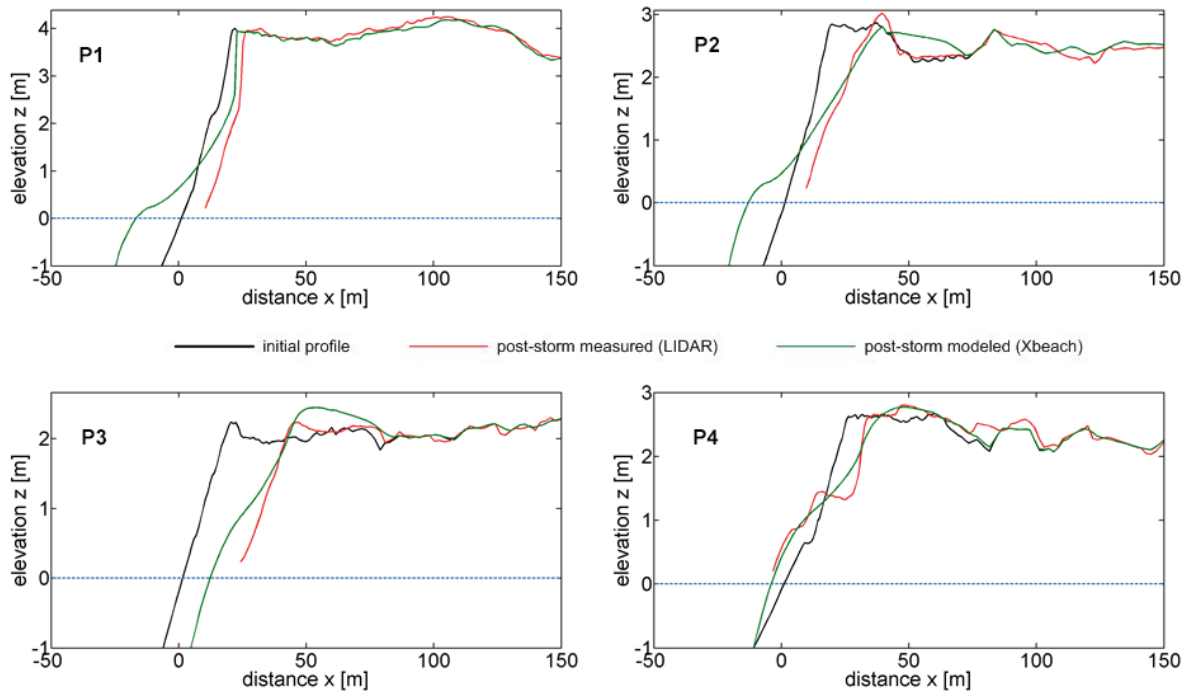 P1
elevation z [m]
4
3
2
1
0
-1
-50
0
50
100
150
distance x [m]
P2
elevation z [m]
3
2
1
0
-1
-50
0
50
100
150
distance x [m]
initial profile
post-storm measured (LIDAR)
post-storm modeled (Xbeach)
P3
elevation z [m]
2
1
0
-1
-50
0
50
100
150
distance x [m]
P4
elevation z [m]
3
2
1
0
-1
-50
0
50
100
150
distance x [m]